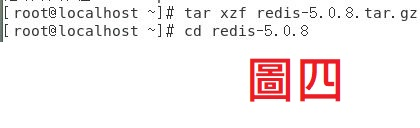 [root@localhost ~]# tar xzf redis-5.0.8.tar.gz
[root@localhost ~]# cd redis-5.0.8
圖四